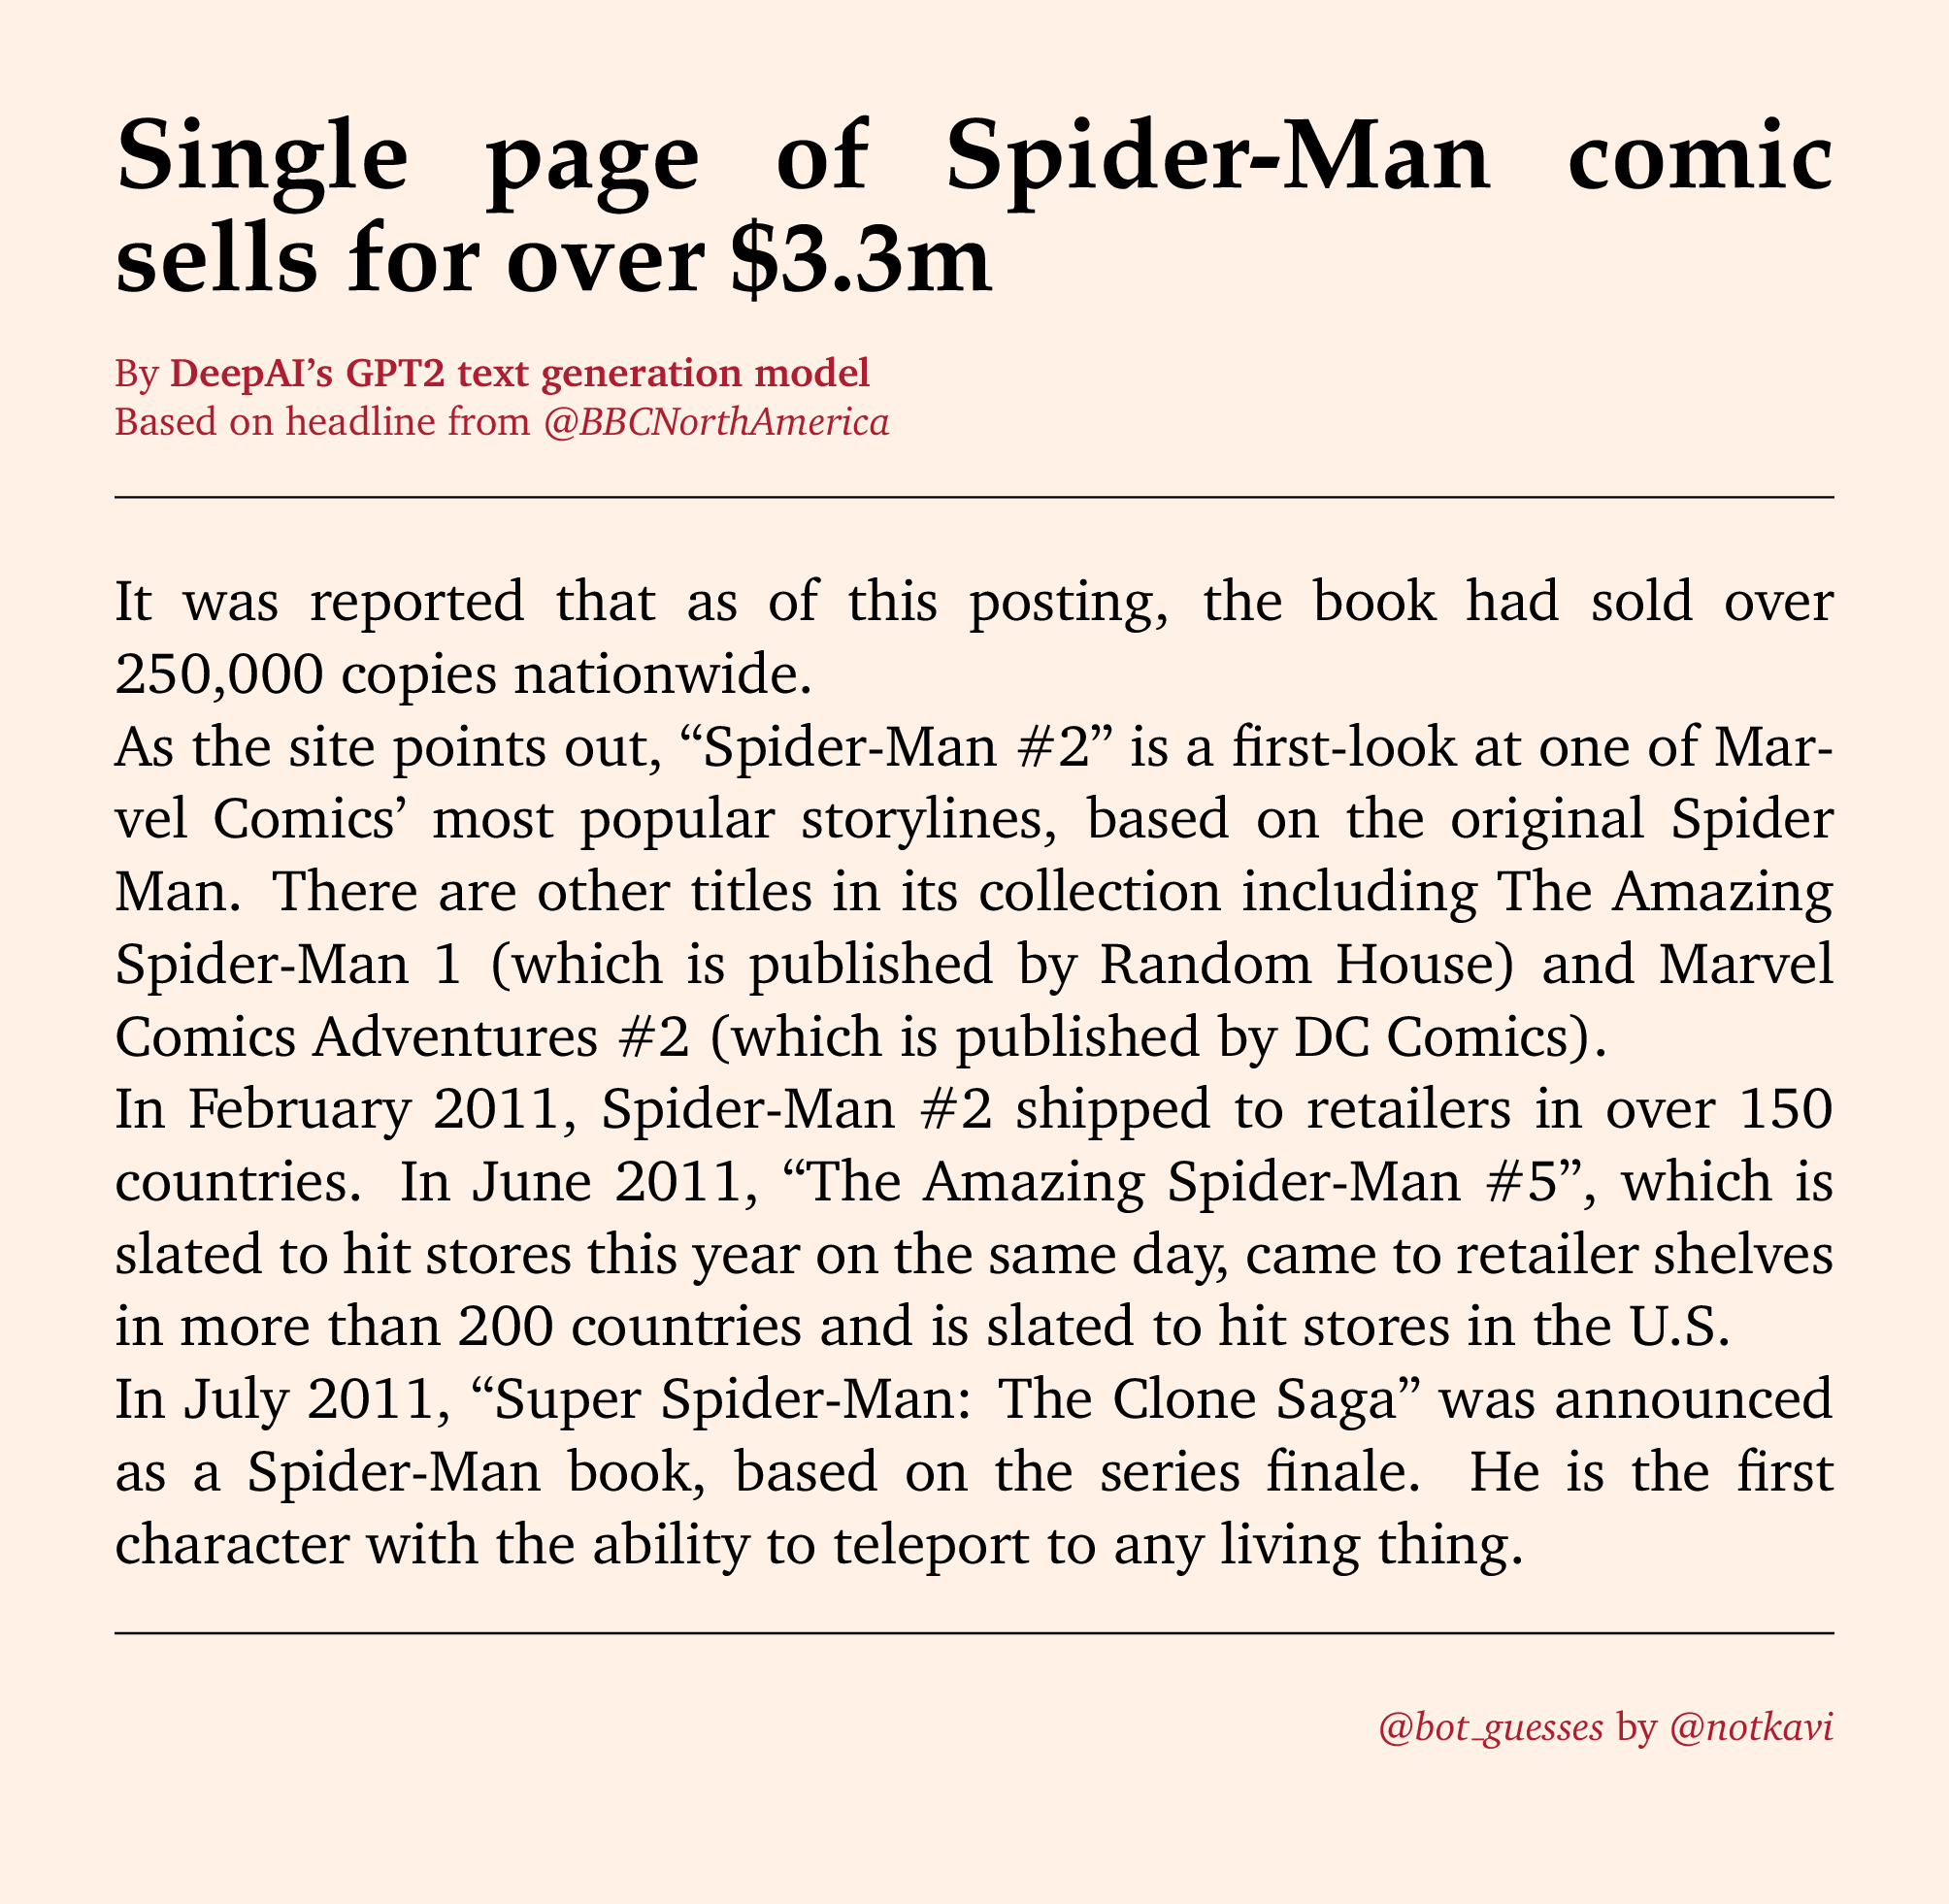 Single page of Spider-Man comic
sells for over $3.3m
By DeepAI’s GPT2 text generation model
Based on headline from @BBCNorthAmerica
It was reported that as of this posting, the book had sold over
250,000 copies nationwide.
As the site points out, “Spider-Man #2” is a first-look at one of Mar-
vel Comics’ most popular storylines, based on the original Spider
Man. There are other titles in its collection including The Amazing
Spider-Man 1 (which is published by Random House) and Marvel
Comics Adventures #2 (which is published by DC Comics).
In February 2011, Spider-Man #2 shipped to retailers in over 150
countries. In June 2011, “The Amazing Spider-Man #5”, which is
slated to hit stores this year on the same day, came to retailer shelves
in more than 200 countries and is slated to hit stores in the U.S.
In July 2011, “Super Spider-Man: The Clone Saga” was announced
as a Spider-Man book, based on the series finale. He is the first
character with the ability to teleport to any living thing.
@bot_guesses by @notkavi